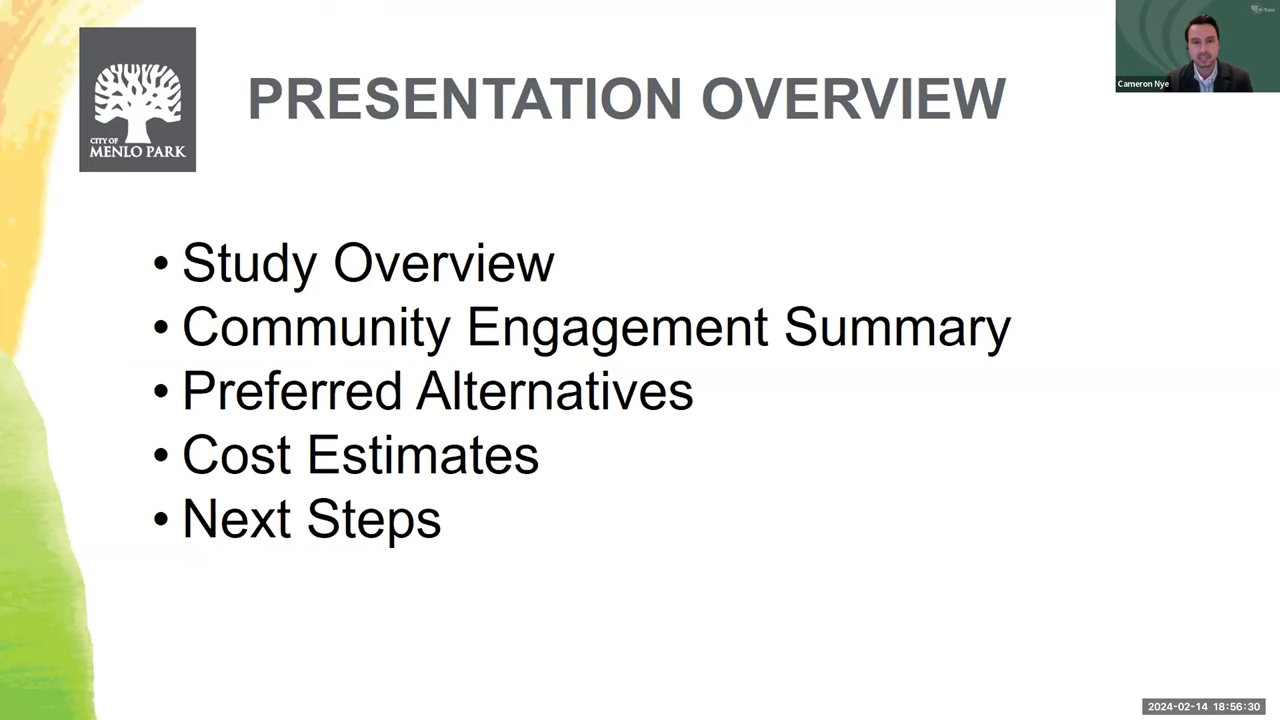 PRESENTATION OVERVIEW
CITY OF
MENLO PARK
Cameron Nye
• Study Overview
• Community Engagement Summary
• Preferred Alternatives
• Cost Estimates
• Next Steps
2024-02-14 18:56:30